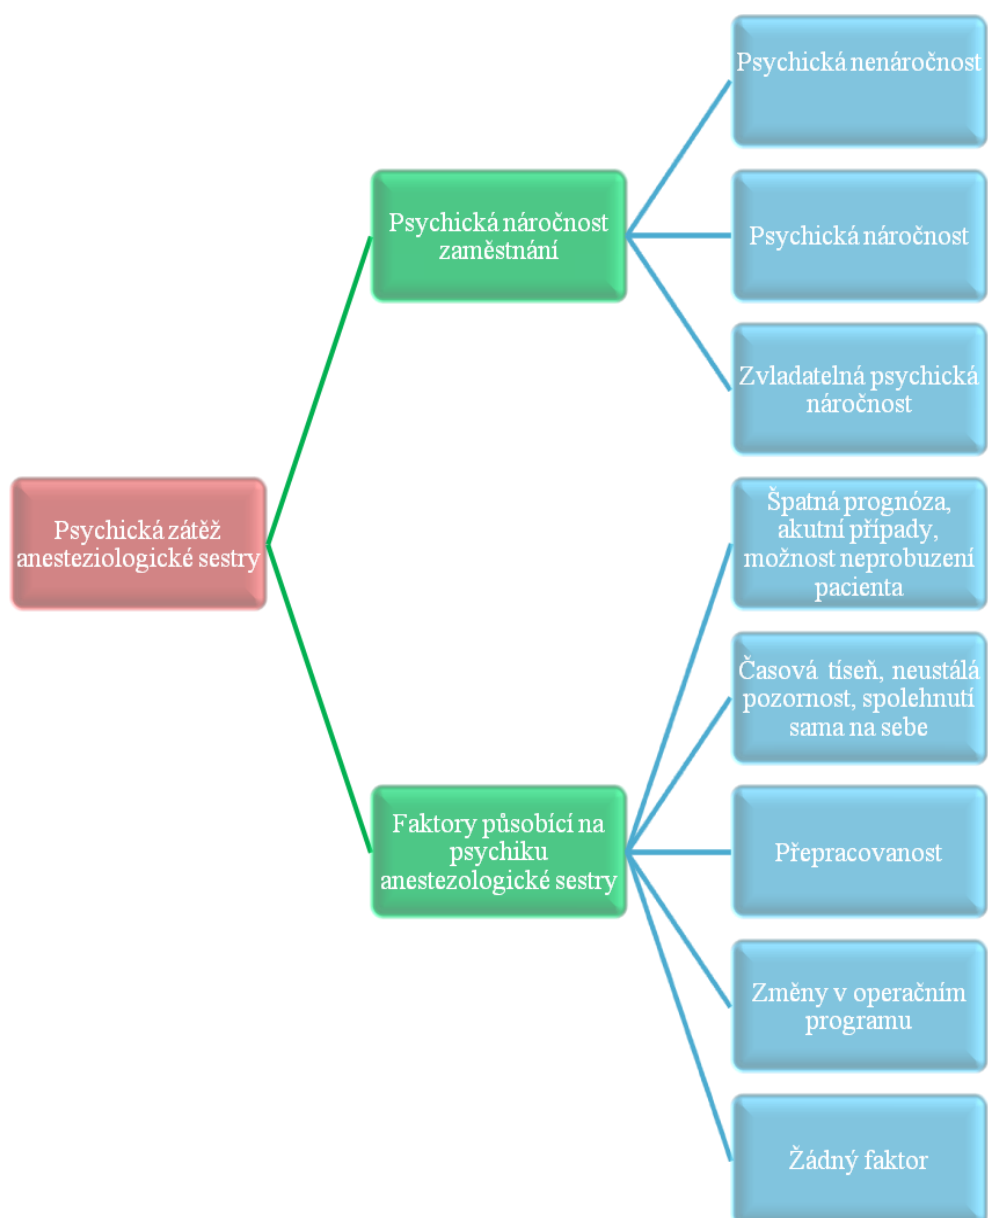 Psychická zátěž
anesteziologické sestry
Psychická náročnost
zaměstnání
Psychická nenáročnost
Psychická náročnost
Zvladatelná psychická
náročnost
Faktory působící na
psychiku
anestezologické sestry
Špatná prognóza,
akutní případy,
možnost neprobuzení
pacienta
Časová tíseň, neustálá
pozornost, spolehnutí
sama na sebe
Přepracovanost
Změny v operačním
programu
Žádný faktor